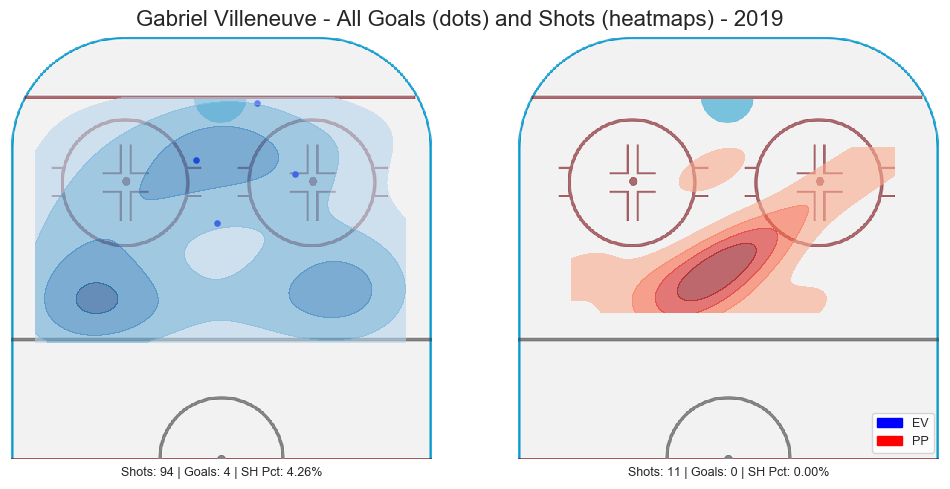 Gabriel Villeneuve - All Goals (dots) and Shots (heatmaps) - 2019
EV
PP
Shots: 94 | Goals: 4 | SH Pct: 4.26%
Shots: 11 | Goals: 0 | SH Pct: 0.00%